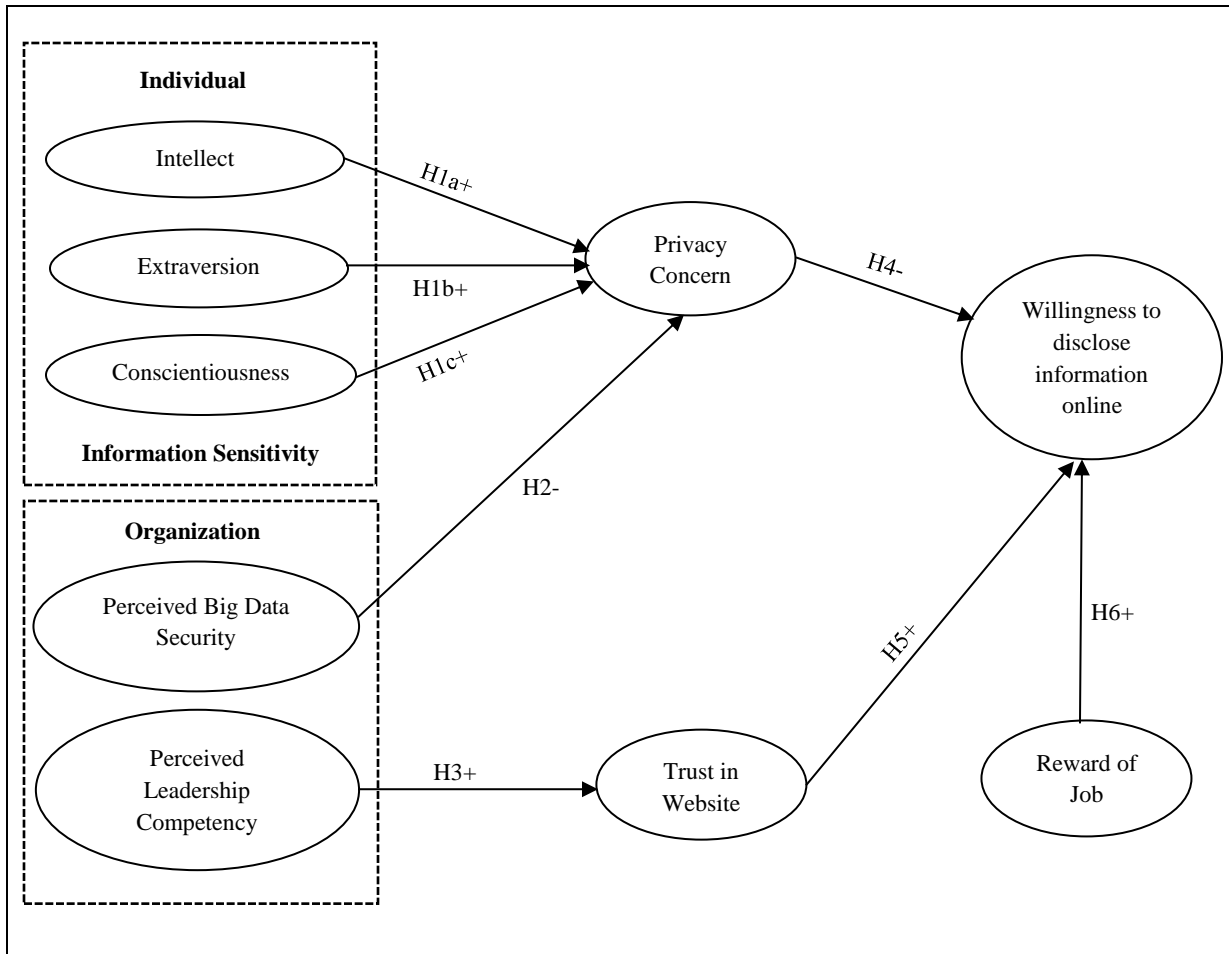 Individual
Intellect
Extraversion
Conscientiousness
Information Sensitivity
H1a+
H1b+
H1c+
Privacy
Concern
H4-
Willingness to
disclose
information
online
H2-
Organization
Perceived Big Data
Security
Perceived
Leadership
Competency
H3+
Trust in
Website
H5+
H6+
Reward of
Job